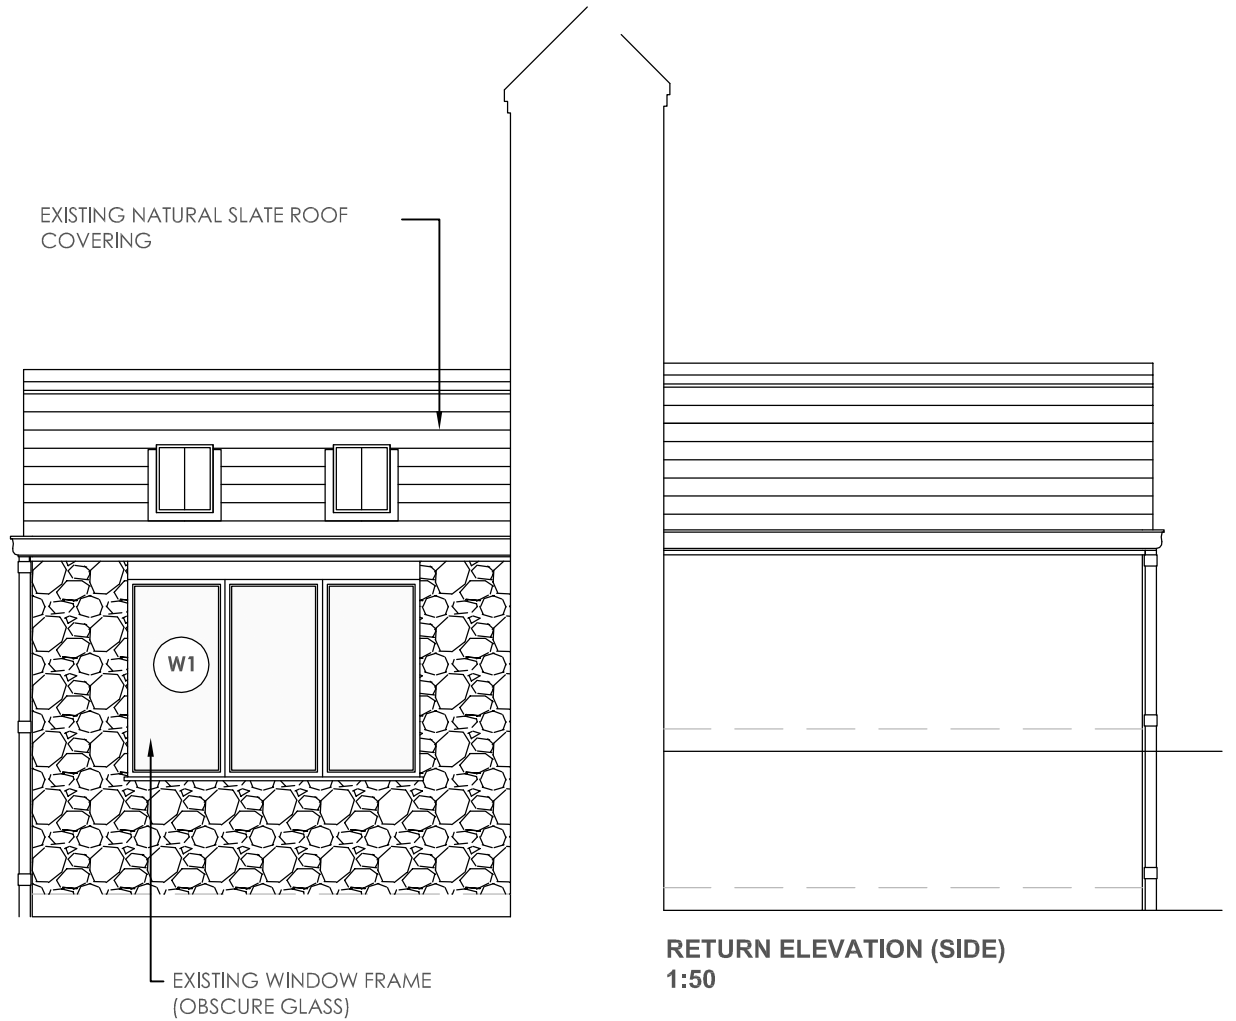 EXISTING NATURAL SLATE ROOF
COVERING
W1
EXISTING WINDOW FRAME
(OBSCURE GLASS)
RETURN ELEVATION (SIDE)
1:50